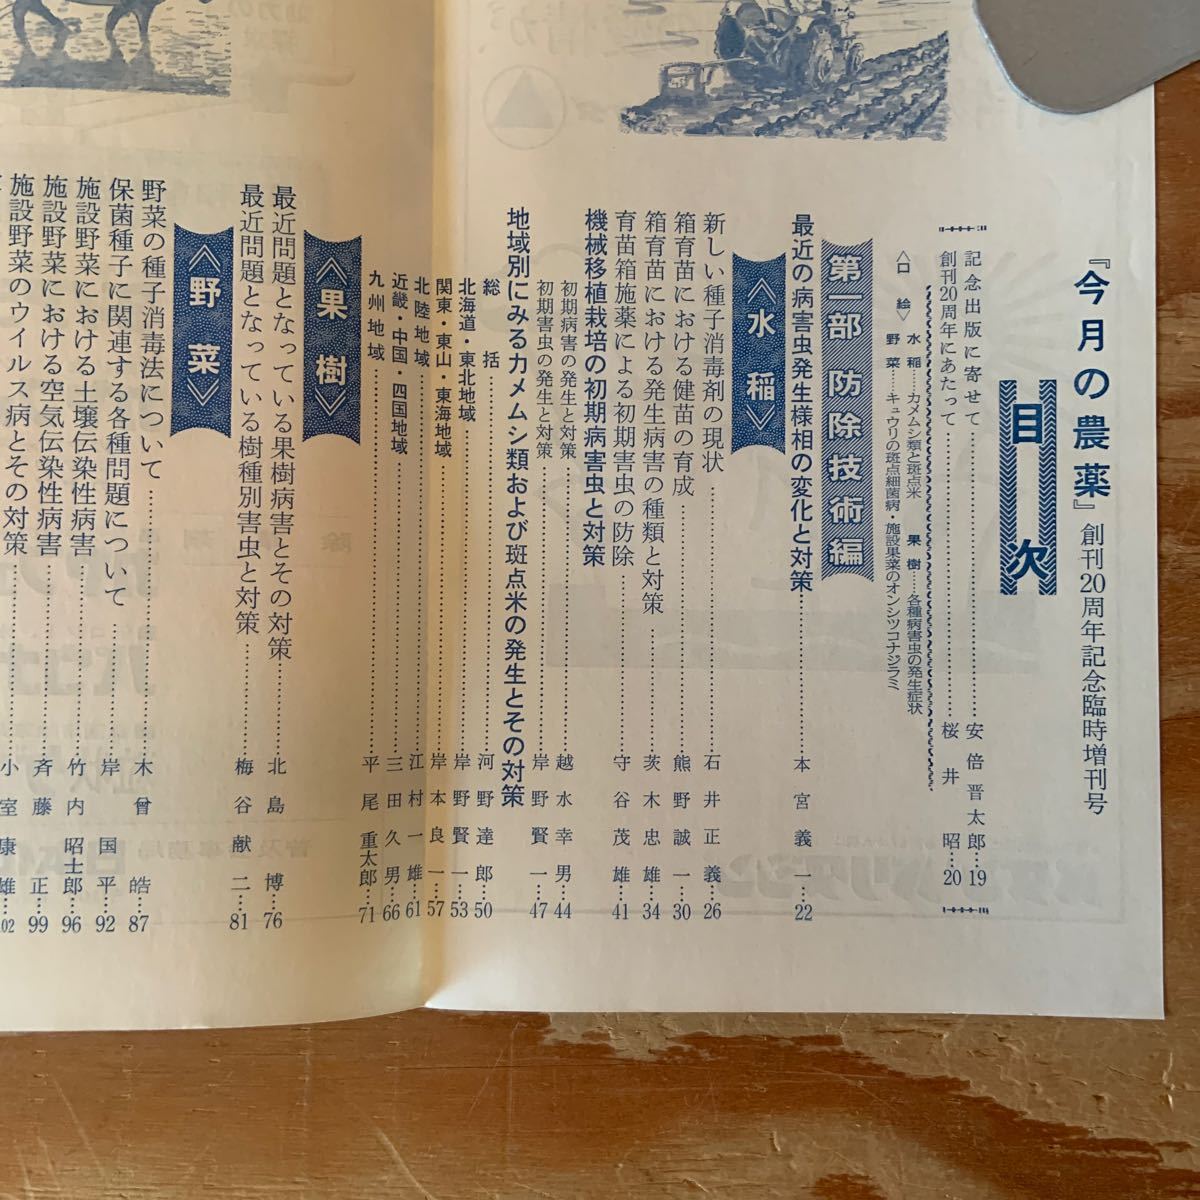 『今月の農薬』創刊20周年記念臨時増刊号
目次
記念出版に寄せて……安倍晋太郎…19
創刊20周年にあたって……桜井 昭…20
〈口絵〉 水稲―カメムシ類と斑点米 果樹―各種病害虫の発生症状
野菜―キュウリの斑点細菌病・施設果菜のオンシツコナジラミ
第一部 防除技術編
最近の病害虫発生様相の変化と対策……本宮義一…22
《水稲》
新しい種子消毒剤の現状……石井正義…26
箱育苗における健苗の育成……熊野誠一…30
箱育苗における発生病害の種類と対策……茨木忠雄…34
育苗箱施薬による初期害虫の防除……守谷茂雄…41
機械移植栽培の初期病害虫と対策
初期病害の発生と対策……越水幸男…44
初期害虫の発生と対策……岸野賢一…47
地域別にみるカメムシ類および斑点米の発生とその対策
総括……河野達郎…50
北海道・東北地域……岸野賢一…53
関東・東山・東海地域……岸本良一…57
北陸地域……江村一雄…61
近畿・中国・四国地域……三田久男…66
九州地域……平尾重太郎…71
《果樹》
最近問題となっている果樹病害とその対策……北島 博…76
最近問題となっている樹種別害虫と対策……梅谷献二…81
《野菜》
野菜の種子消毒法について……木曾 皓…87
保菌種子に関連する各種問題について……岸 国平…92
施設野菜における土壌伝染性病害……竹内昭士郎…96
施設野菜における空気伝染性病害……斉藤 正…99
施設野菜のウイルス病とその対策……小室康雄…102